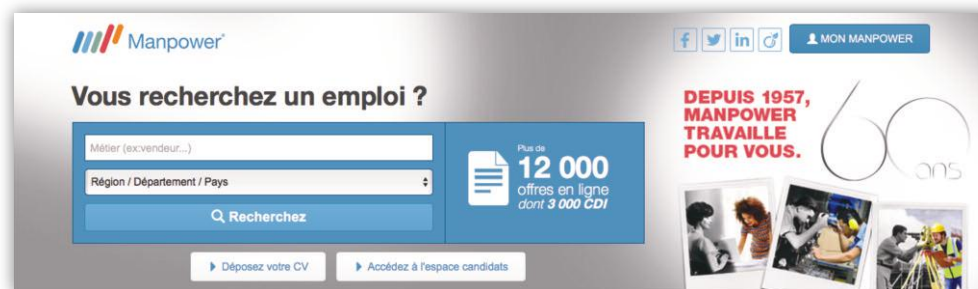 Manpower®
MON MANPOWER
Vous recherchez un emploi ?
Métier (ex:vendeur...)
Région / Département / Pays
Recherchez
Plus de
12 000
offres en ligne
dont 3 000 CDI
Déposez votre CV
Accédez à l'espace candidats
DEPUIS 1957,
MANPOWER
TRAVAILLE
POUR VOUS.
60
ans